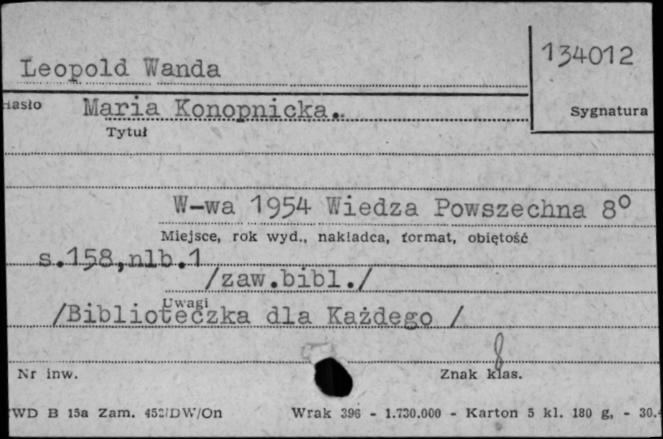 Leopold Wanda
134012
Hasło
Maria Konopnicka.
Sygnatura
Tytuł
W-wa 1954 Wiedza Powszechna 8°
Miejsce, rok wyd., nakładca, format, objętość
s.158,nlb.1
/zaw.bibl./
Uwagi
/Biblioteczka dla Każdego /
8
Nr inw.
Znak klas.
WD B 15a Zam. 452/DW/On Wrak 396 - 1.730.000 - Karton 5 kl. 180 g, - 30.